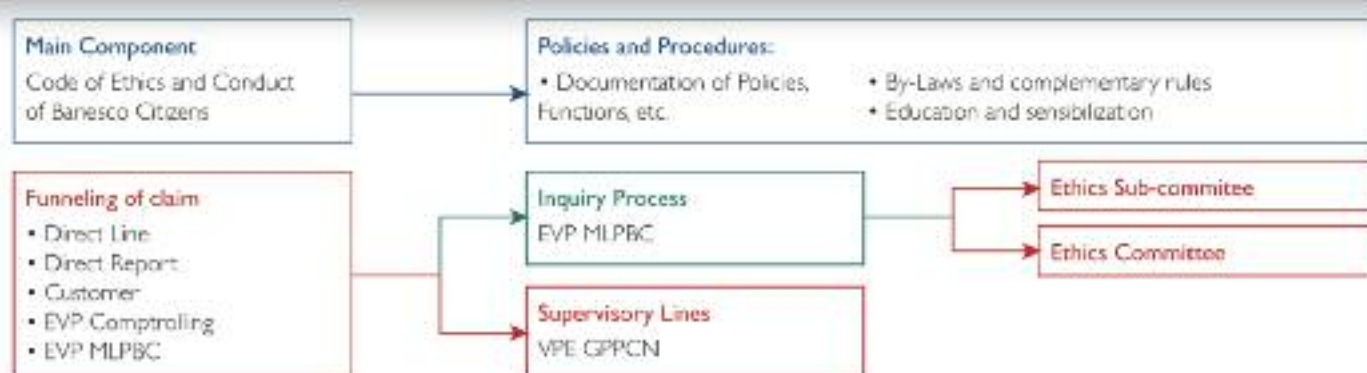 Main Component
Code of Ethics and Conduct
of Banesco Citizens
Policies and Procedures:
• Documentation of Policies,
Functions, etc.
• By-Laws and complementary rules
• Education and sensibilization
Funneling of claim
• Direct Line
• Direct Report
• Customer
• EVP Comptrolling
• EVP MLPBC
Inquiry Process
EVP MLPBC
Supervisory Lines
VPE GPPCN
Ethics Sub-commitee
Ethics Committee